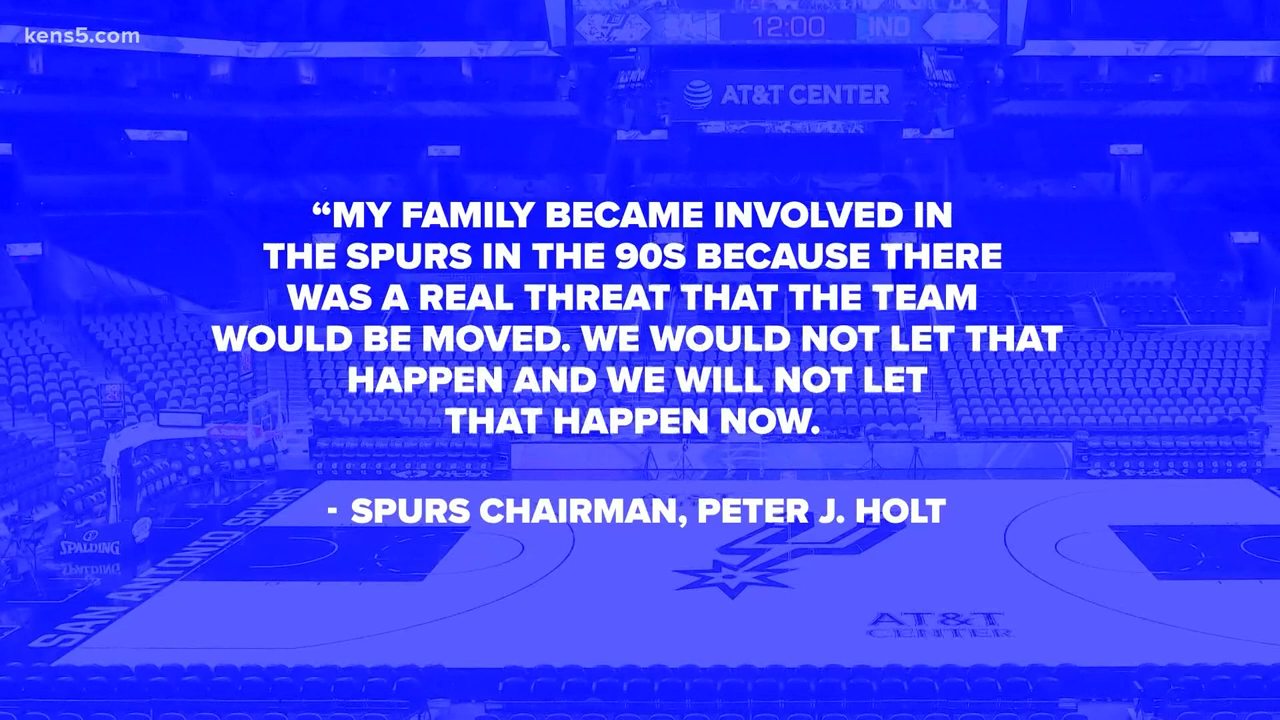 kens5.com
12:00
IND
AT&T CENTER
“MY FAMILY BECAME INVOLVED IN
THE SPURS IN THE 90S BECAUSE THERE
WAS A REAL THREAT THAT THE TEAM
WOULD BE MOVED. WE WOULD NOT LET THAT
HAPPEN AND WE WILL NOT LET
THAT HAPPEN NOW.
- SPURS CHAIRMAN, PETER J. HOLT
SPALDING
SAN ANTONIO SPURS
AT&T
CENTER